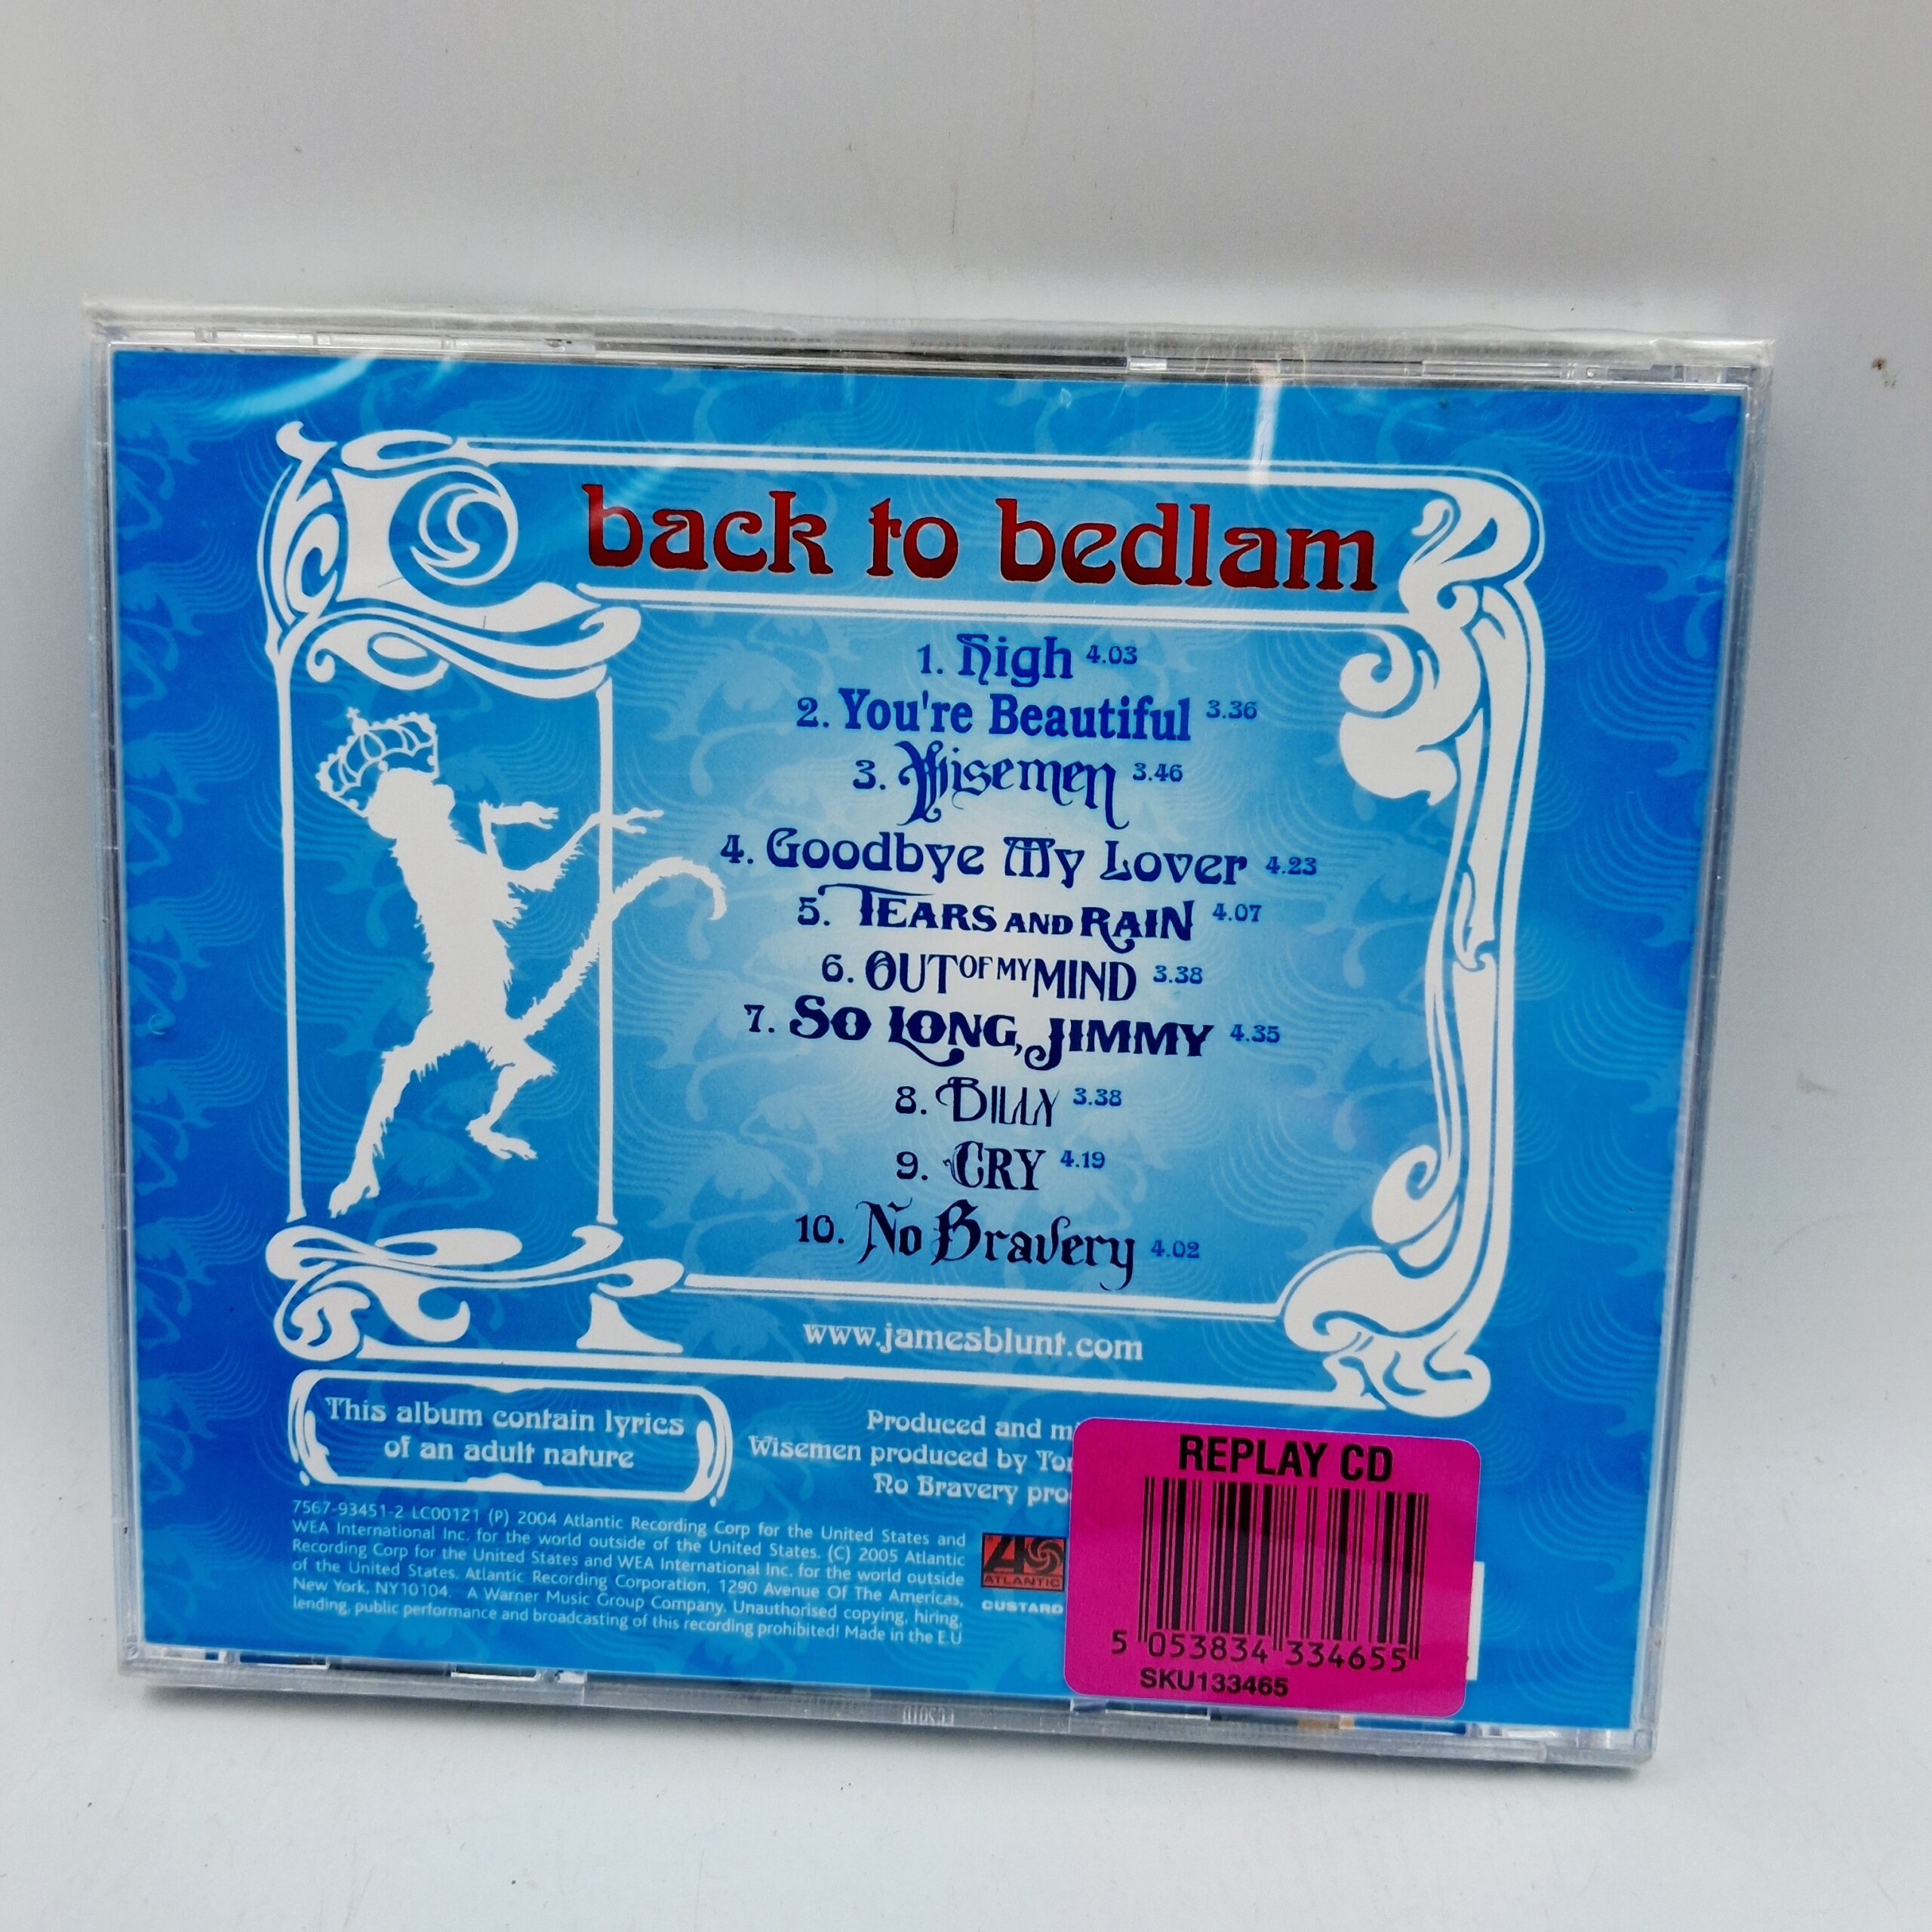 back to bedlam
1. High 4.03
2. You're Beautiful 3.36
3. Wisemen 3.46
4. Goodbye My Lover 4.23
5. TEARS AND RAIN 4.07
6. OUT OF MY MIND 3.38
7. SO LONG, JIMMY 4.35
8. BILLY 3.38
9. CRY 4.19
10. No Bravery 4.02
www.jamesblunt.com
This album contain lyrics
of an adult nature
Produced and
Wisemen produced by
No Bravery
7567-93451-2 LC00121 (P) 2004 Atlantic Recording Corp for the United States and
WEA International Inc. for the world outside of the United States. (C) 2005 Atlantic
Recording Corp for the United States and WEA International Inc. for the world outside
of the United States. Atlantic Recording Corporation, 1290 Avenue Of The Americas,
New York, NY10104. A Warner Music Group Company. Unauthorised copying, hiring,
lending, public performance and broadcasting of this recording prohibited! Made in the E.U
ATLANTIC
CUSTARD
REPLAY CD
5 053834 334655
SKU133465